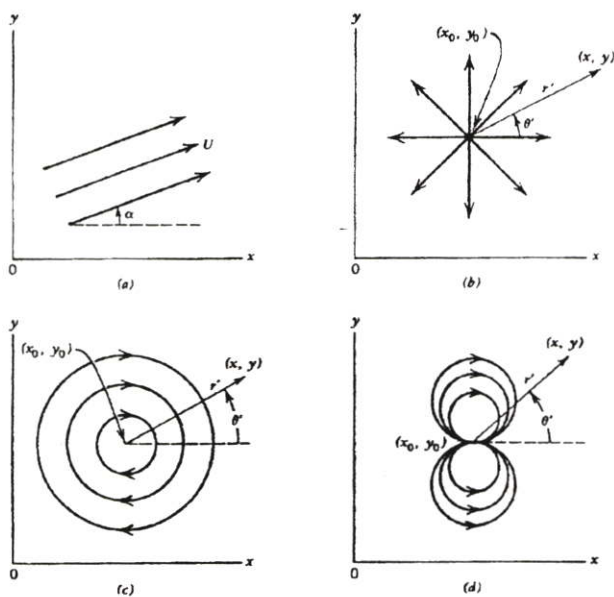 y
U
α
0
x
(a)
y
(x₀, y₀)
(x, y)
r'
θ'
0
x
(b)
y
(x₀, y₀)
(x, y)
r'
θ'
0
x
(c)
y
(x, y)
r'
θ'
(x₀, y₀)
0
x
(d)